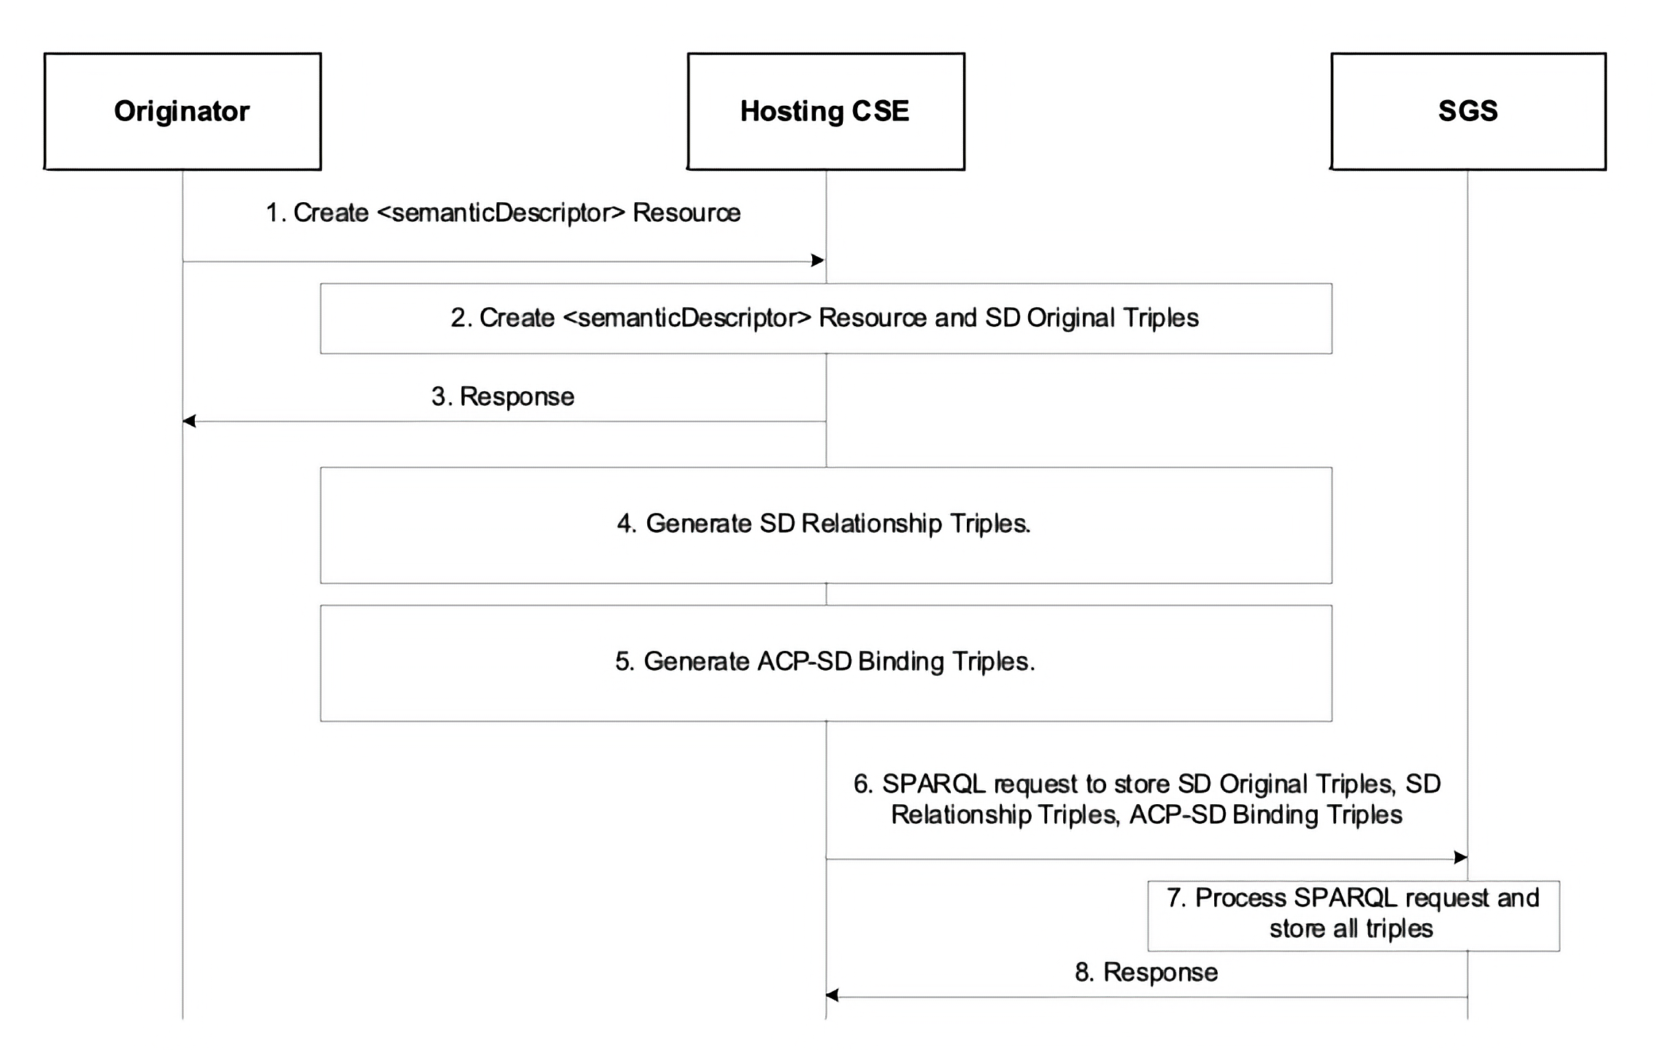 Originator
Hosting CSE
SGS
1. Create <semanticDescriptor> Resource
2. Create <semanticDescriptor> Resource and SD Original Triples
3. Response
4. Generate SD Relationship Triples.
5. Generate ACP-SD Binding Triples.
6. SPARQL request to store SD Original Triples, SD
Relationship Triples, ACP-SD Binding Triples
7. Process SPARQL request and
store all triples
8. Response